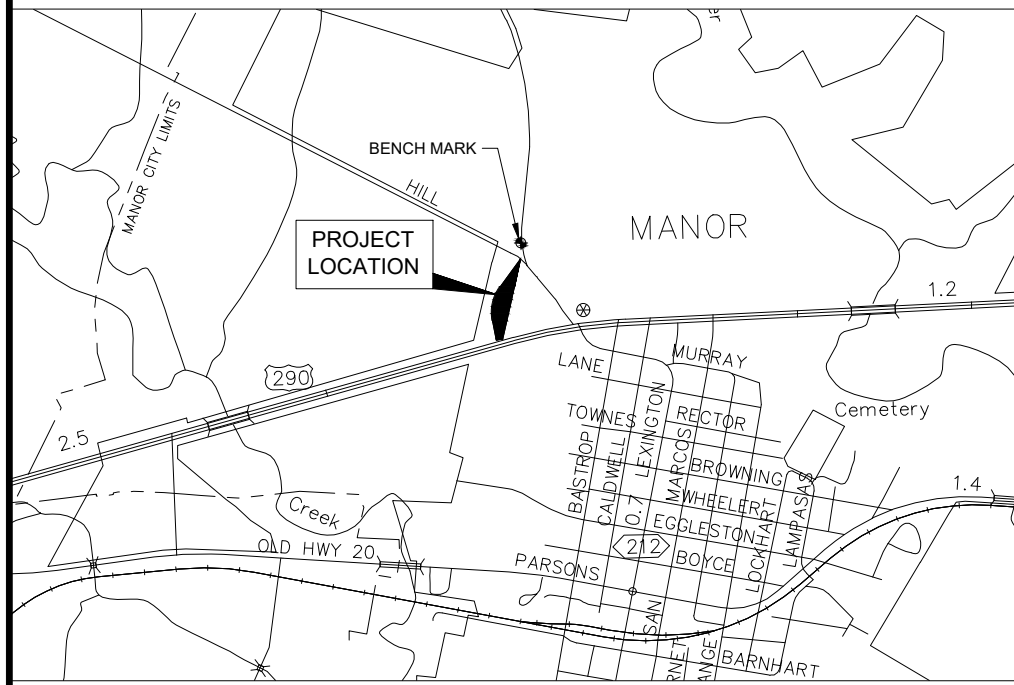 MANOR CITY LIMITS
BENCH MARK
HILL
MANOR
PROJECT
LOCATION
1.2
290
LANE
MURRAY
TOWNES
RECTOR
Cemetery
2.5
BASTROP
CALDWELL
0.7
LEXINGTON
MARCOS
BROWNING
WHEELER
EGGLESTON
LOCKHART
LAMPASAS
1.4
Creek
OLD HWY 20
212
BOYCE
PARSONS
SAN
BARNHART